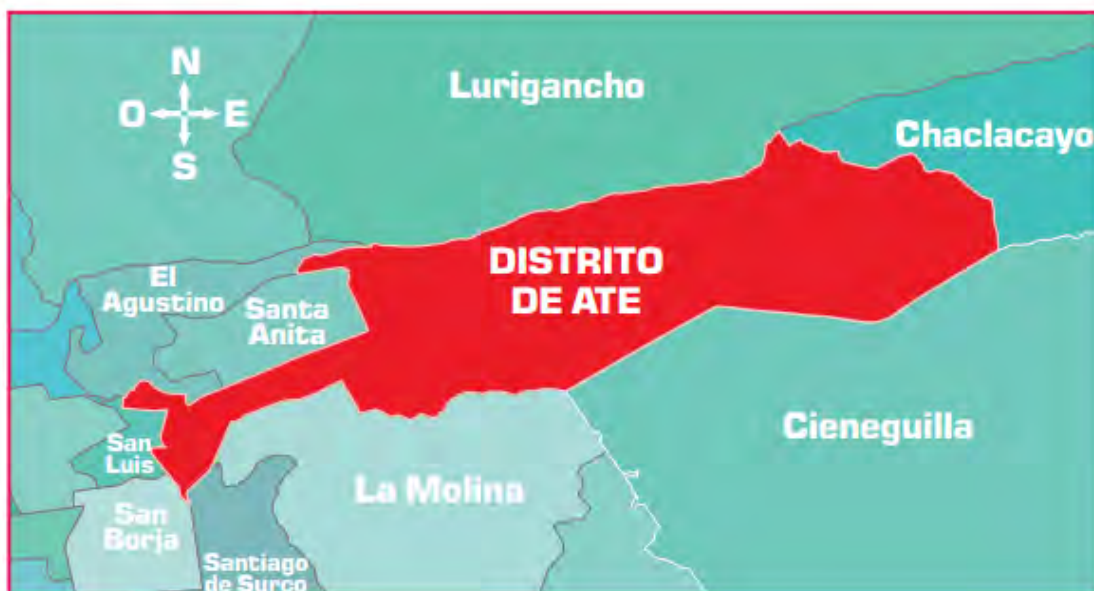 N
O E
S
Lurigancho
Chaclacayo
El
Agustino
Santa
Anita
DISTRITO
DE ATE
San
Luis
Cieneguilla
La Molina
San
Borja
Santiago
de Surco